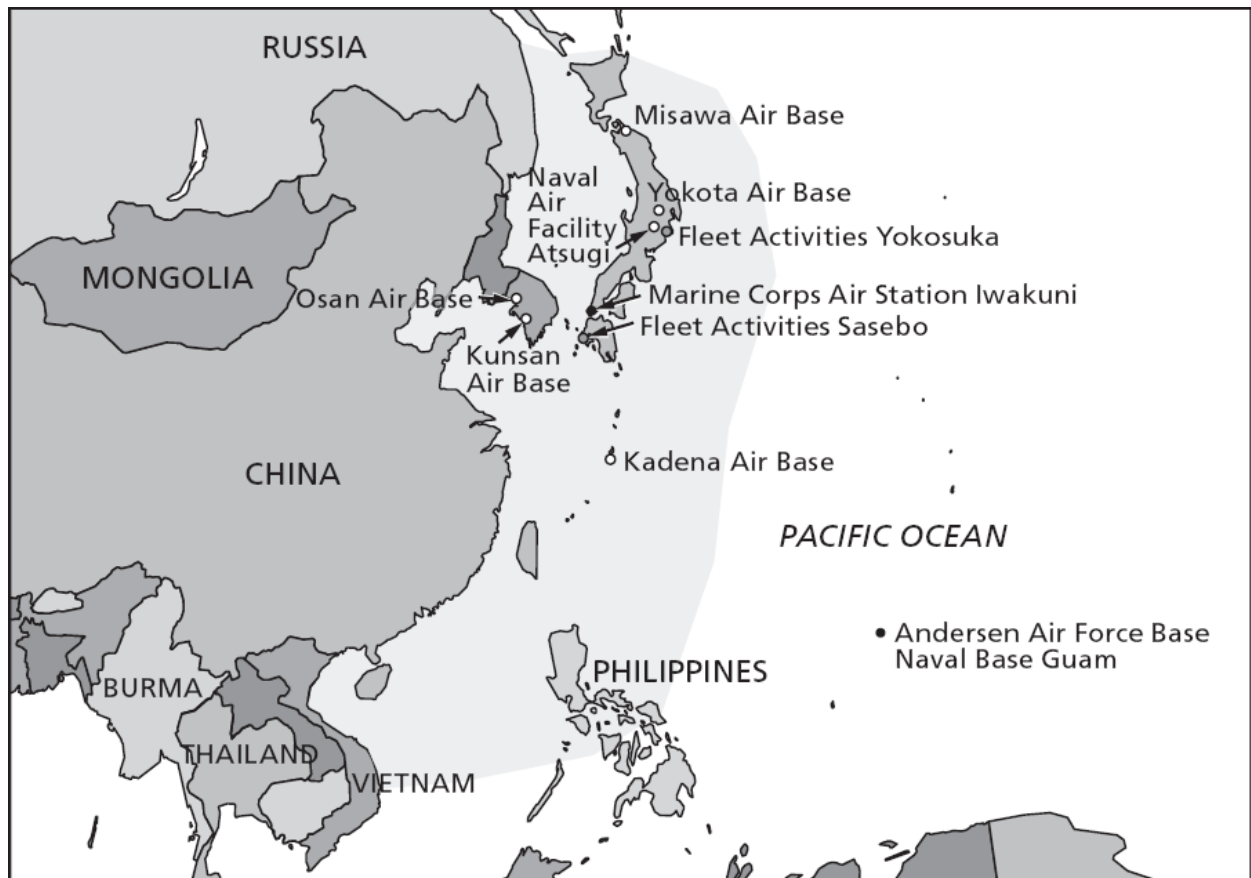 RUSSIA
Misawa Air Base
Naval
Air
Facility
Atsugi
Yokota Air Base
Fleet Activities Yokosuka
MONGOLIA
Osan Air Base
Marine Corps Air Station Iwakuni
Fleet Activities Sasebo
Kunsan
Air Base
CHINA
Kadena Air Base
PACIFIC OCEAN
Andersen Air Force Base
Naval Base Guam
PHILIPPINES
BURMA
THAILAND
VIETNAM